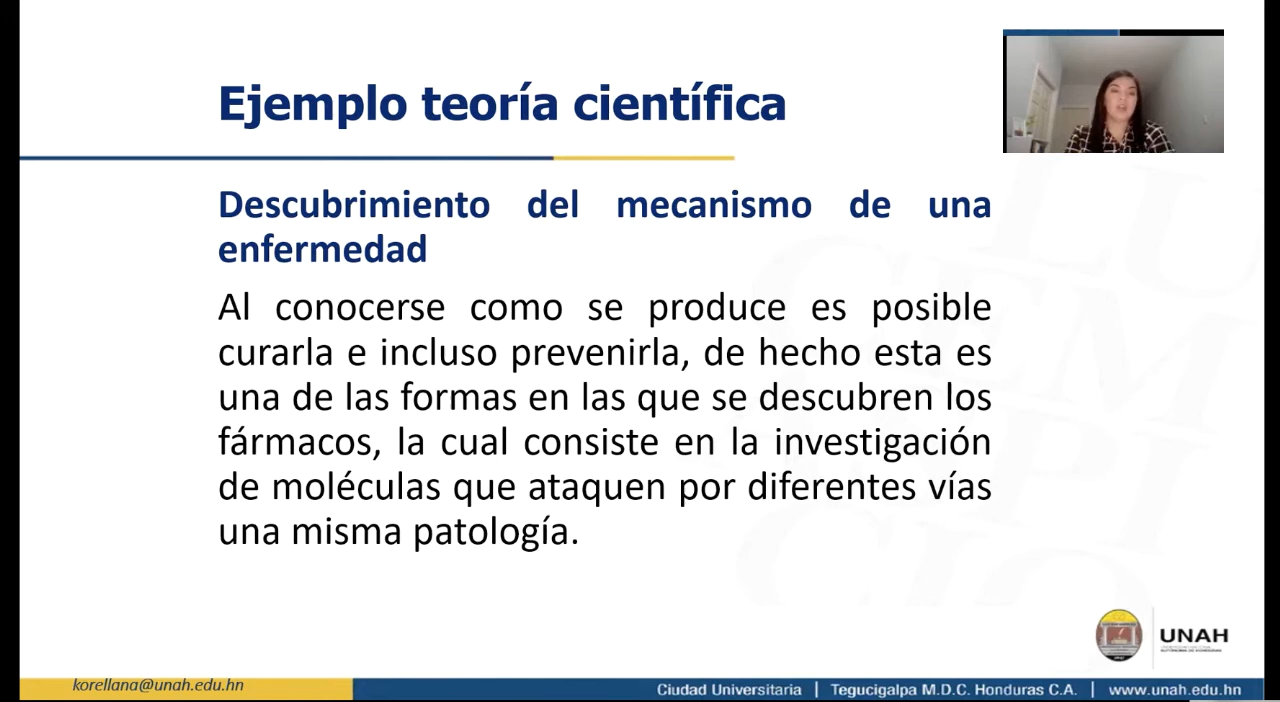 Ejemplo teoría científica
Descubrimiento del mecanismo de una
enfermedad
Al conocerse como se produce es posible
curarla e incluso prevenirla, de hecho esta es
una de las formas en las que se descubren los
fármacos, la cual consiste en la investigación
de moléculas que ataquen por diferentes vías
una misma patología.
UNAH
korellana@unah.edu.hn
Ciudad Universitaria | Tegucigalpa M.D.C. Honduras C.A. | www.unah.edu.hn